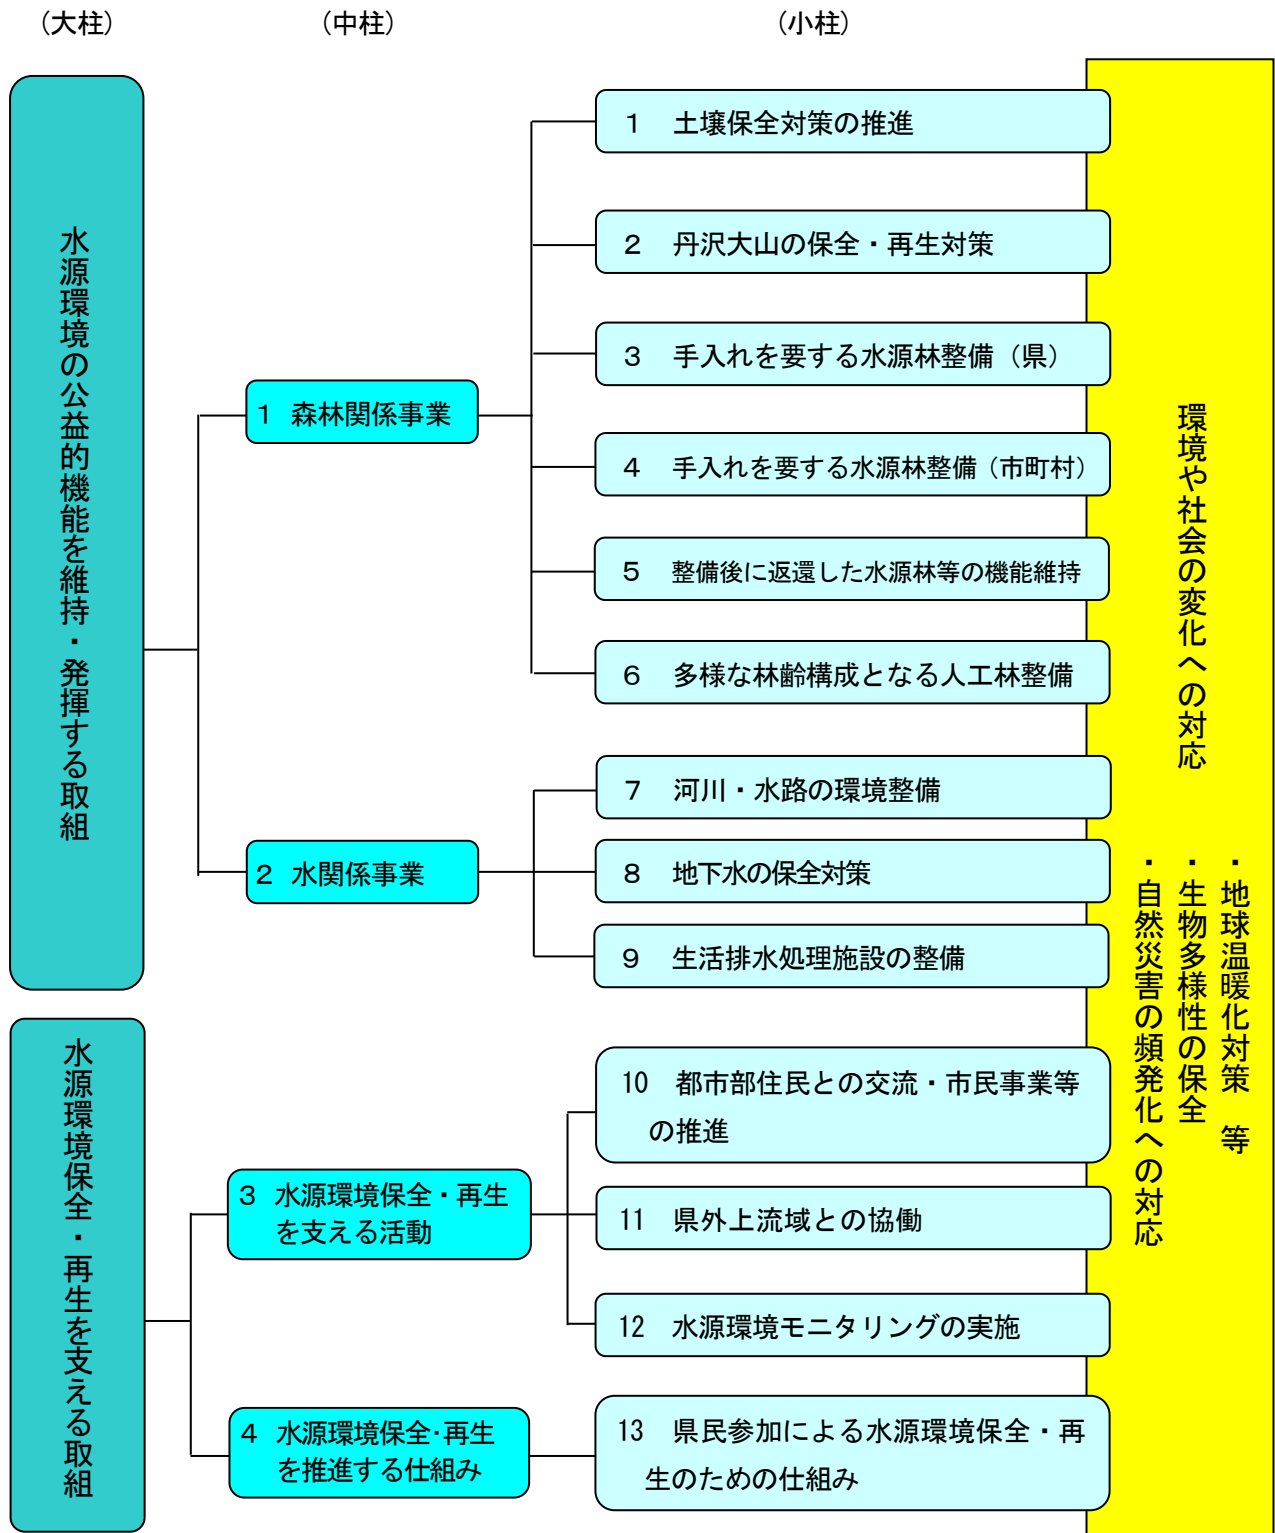 （大柱）
（中柱）
（小柱）
水源環境の公益的機能を維持・発揮する取組
1 森林関係事業
1 土壌保全対策の推進
2 丹沢大山の保全・再生対策
3 手入れを要する水源林整備（県）
4 手入れを要する水源林整備（市町村）
5 整備後に返還した水源林等の機能維持
6 多様な林齢構成となる人工林整備
2 水関係事業
7 河川・水路の環境整備
8 地下水の保全対策
9 生活排水処理施設の整備
水源環境保全・再生を支える取組
3 水源環境保全・再生
を支える活動
10 都市部住民との交流・市民事業等
の推進
11 県外上流域との協働
12 水源環境モニタリングの実施
4 水源環境保全・再生
を推進する仕組み
13 県民参加による水源環境保全・再
生のための仕組み
環境や社会の変化への対応
・地球温暖化対策 等
・生物多様性の保全
・自然災害の頻発化への対応